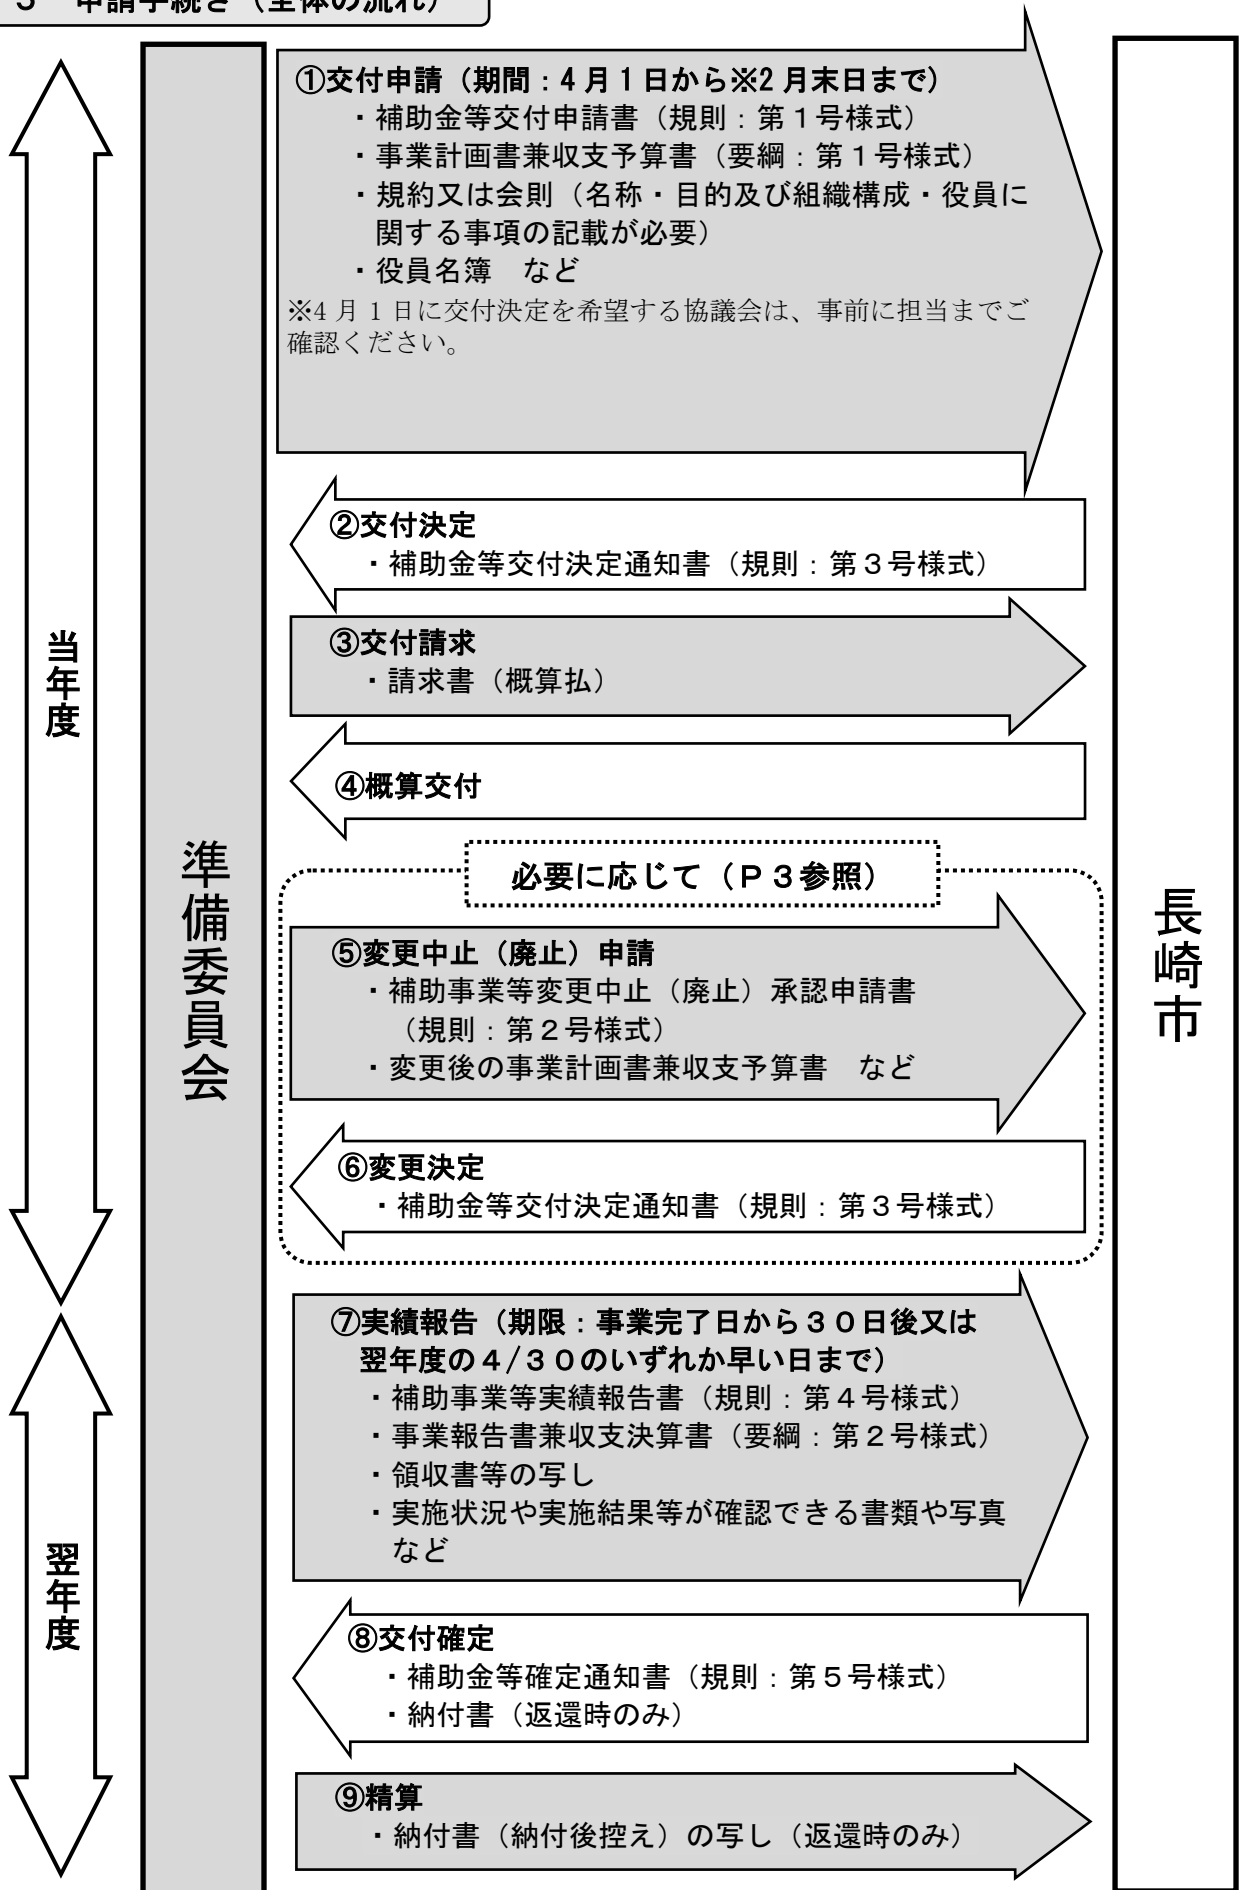 ３　申請手続き（全体の流れ）
①交付申請（期間：4月1日から※2月末日まで）
・補助金等交付申請書（規則：第１号様式）
・事業計画書兼収支予算書（要綱：第１号様式）
・規約又は会則（名称・目的及び組織構成・役員に
関する事項の記載が必要）
・役員名簿　など
※4月1日に交付決定を希望する協議会は、事前に担当までご
確認ください。
②交付決定
・補助金等交付決定通知書（規則：第３号様式）
③交付請求
・請求書（概算払）
④概算交付
当年度
準備委員会
長崎市
必要に応じて（Ｐ３参照）
⑤変更中止（廃止）申請
・補助事業等変更中止（廃止）承認申請書
（規則：第２号様式）
・変更後の事業計画書兼収支予算書　など
⑥変更決定
・補助金等交付決定通知書（規則：第３号様式）
⑦実績報告（期限：事業完了日から３０日後又は
翌年度の４/３０のいずれか早い日まで）
・補助事業等実績報告書（規則：第４号様式）
・事業報告書兼収支決算書（要綱：第２号様式）
・領収書等の写し
・実施状況や実施結果等が確認できる書類や写真
など
翌年度
⑧交付確定
・補助金等確定通知書（規則：第５号様式）
・納付書（返還時のみ）
⑨精算
・納付書（納付後控え）の写し（返還時のみ）